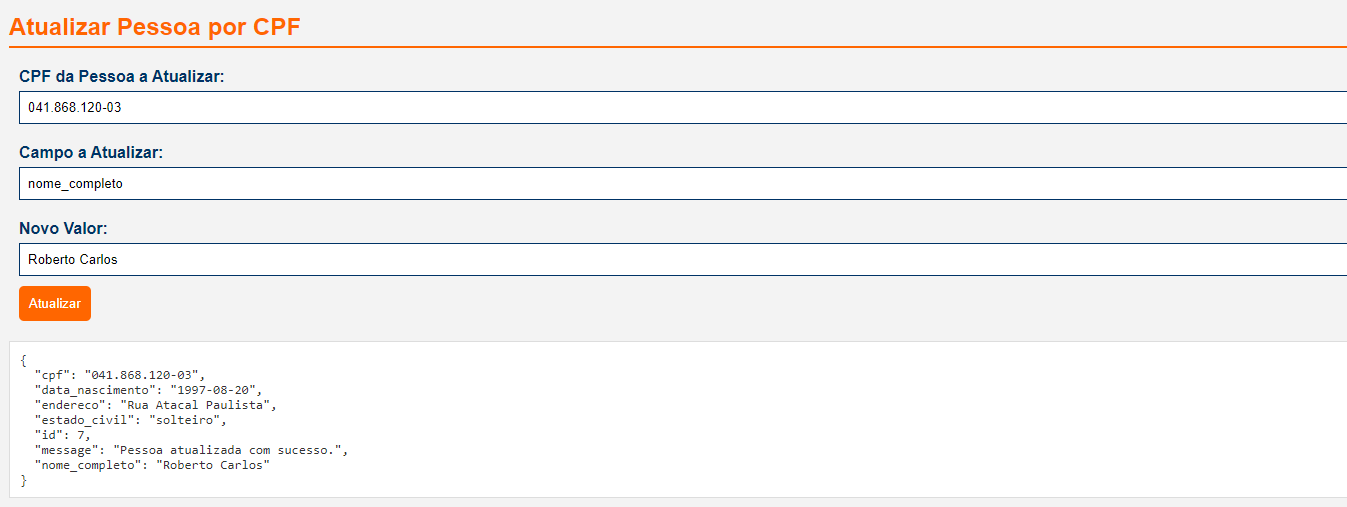 Atualizar Pessoa por CPF
CPF da Pessoa a Atualizar:
041.868.120-03
Campo a Atualizar:
nome_completo
Novo Valor:
Roberto Carlos
Atualizar
{
  "cpf": "041.868.120-03",
  "data_nascimento": "1997-08-20",
  "endereco": "Rua Atacal Paulista",
  "estado_civil": "solteiro",
  "id": 7,
  "message": "Pessoa atualizada com sucesso.",
  "nome_completo": "Roberto Carlos"
}